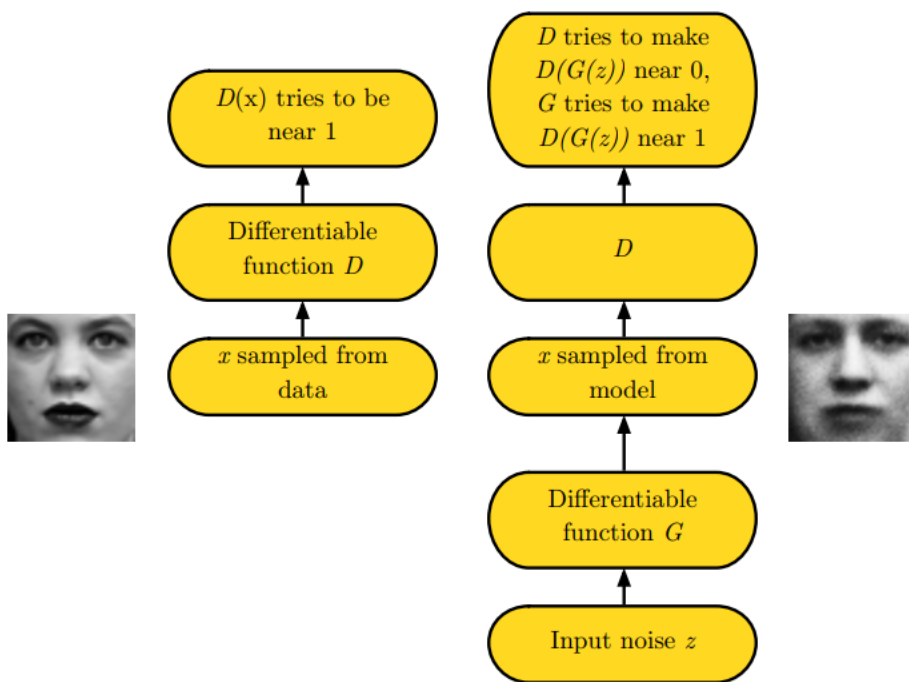 D(x) tries to be
near 1
Differentiable
function D
x sampled from
data
D tries to make
D(G(z)) near 0,
G tries to make
D(G(z)) near 1
D
x sampled from
model
Differentiable
function G
Input noise z